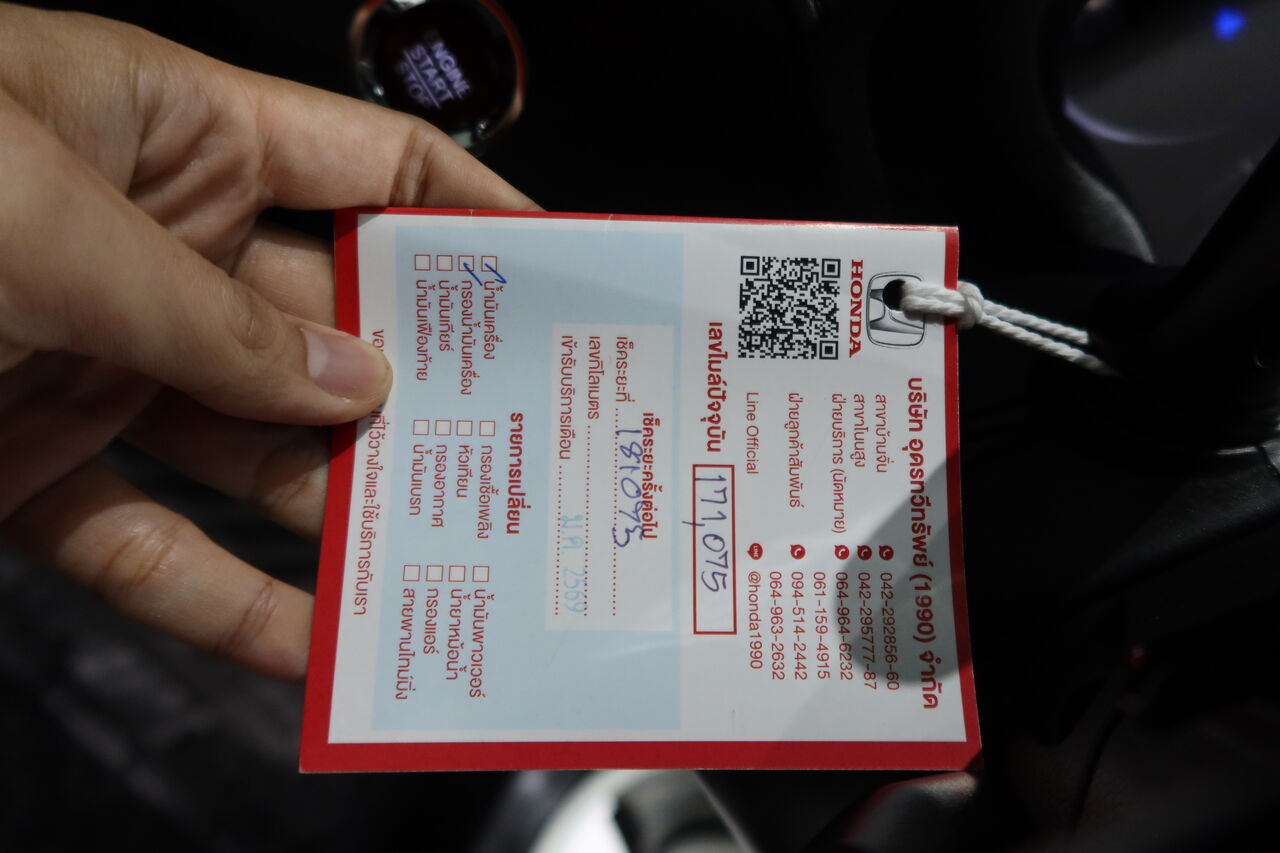 ENGINE
START
STOP
HONDA
บริษัท อุดรทวีทรัพย์ (1990) จำกัด
สาขาบ้านจั่น 042-292856-60
สาขาโนนสูง 042-295777-87
ฝ่ายบริการ (นัดหมาย) 064-964-6232
061-159-4915
ฝ่ายลูกค้าสัมพันธ์ 094-514-2442
064-963-2632
Line Official @honda1990
เลขไมล์ปัจจุบัน 171,075
เช็คระยะครั้งต่อไป
เช็คระยะที่ 181,075
เลขกิโลเมตร
เข้ารับบริการเดือน ม.ค. 2569
รายการเปลี่ยน
น้ำมันเครื่อง กรองเชื้อเพลิง น้ำมันพาวเวอร์
กรองน้ำมันเครื่อง หัวเทียน น้ำยาหม้อน้ำ
น้ำมันเกียร์ กรองอากาศ กรองแอร์
น้ำมันเฟืองท้าย น้ำมันเบรก สายพานไทม์มิ่ง
ที่ไว้วางใจและใช้บริการกับเรา